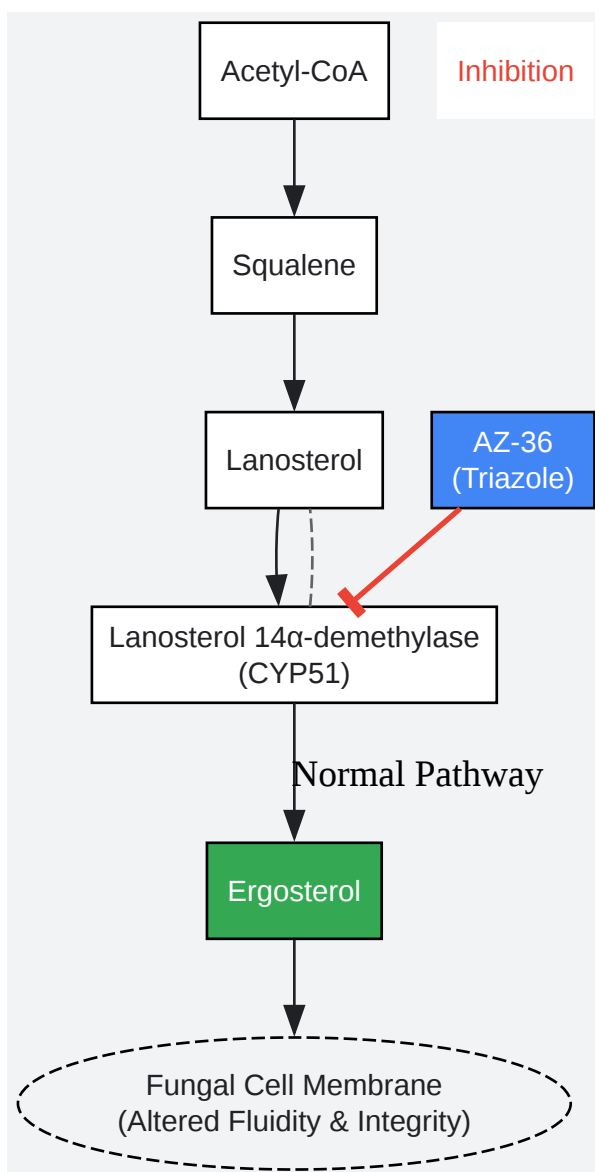 Acetyl-CoA
Inhibition
Squalene
Lanosterol
AZ-36
(Triazole)
Lanosterol 14α-demethylase
(CYP51)
Normal Pathway
Ergosterol
Fungal Cell Membrane
(Altered Fluidity & Integrity)